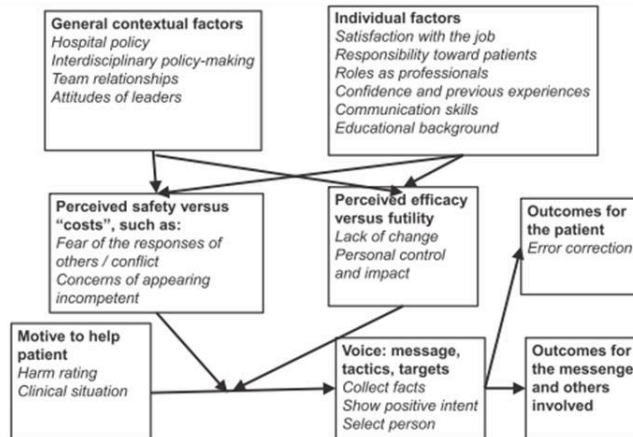 General contextual factors
Hospital policy
Interdisciplinary policy-making
Team relationships
Attitudes of leaders
Individual factors
Satisfaction with the job
Responsibility toward patients
Roles as professionals
Confidence and previous experiences
Communication skills
Educational background
Perceived safety versus
“costs”, such as:
Fear of the responses of
others / conflict
Concerns of appearing
incompetent
Perceived efficacy
versus futility
Lack of change
Personal control
and impact
Outcomes for
the patient
Error correction
Motive to help
patient
Harm rating
Clinical situation
Voice: message,
tactics, targets
Collect facts
Show positive intent
Select person
Outcomes for
the messenge
and others
involved